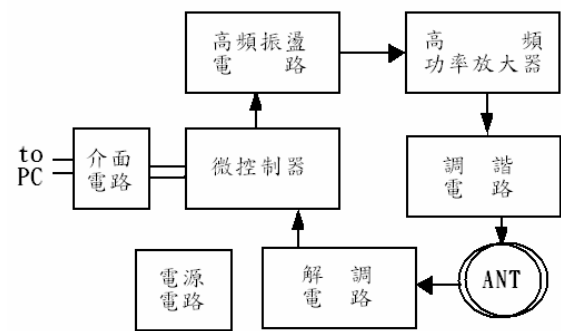 高頻振盪
電路
高頻
功率放大器
to
PC
介面
電路
微控制器
調諧
電路
電源
電路
解調
電路
ANT